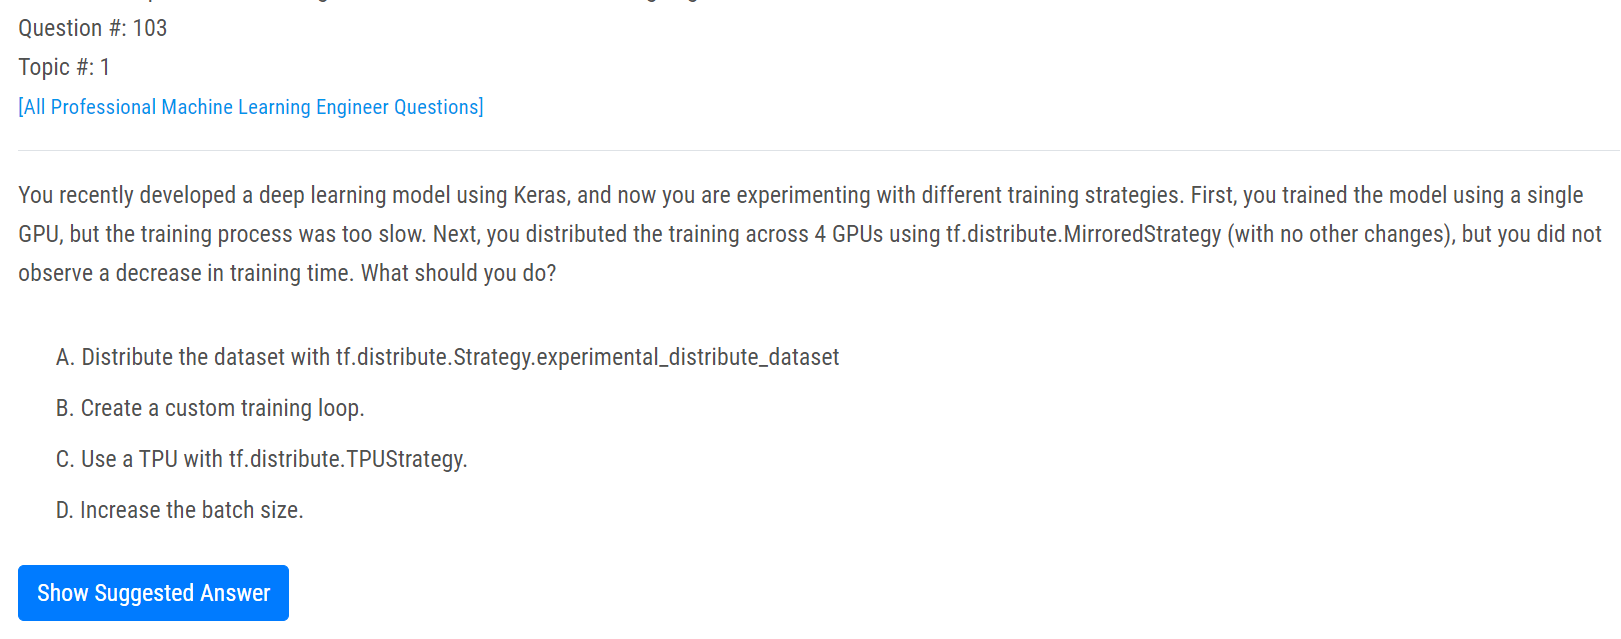 Question #: 103
Topic #: 1
[All Professional Machine Learning Engineer Questions]
You recently developed a deep learning model using Keras, and now you are experimenting with different training strategies. First, you trained the model using a single
GPU, but the training process was too slow. Next, you distributed the training across 4 GPUs using tf.distribute.MirroredStrategy (with no other changes), but you did not
observe a decrease in training time. What should you do?
A. Distribute the dataset with tf.distribute.Strategy.experimental_distribute_dataset
B. Create a custom training loop.
C. Use a TPU with tf.distribute.TPUStrategy.
D. Increase the batch size.
Show Suggested Answer